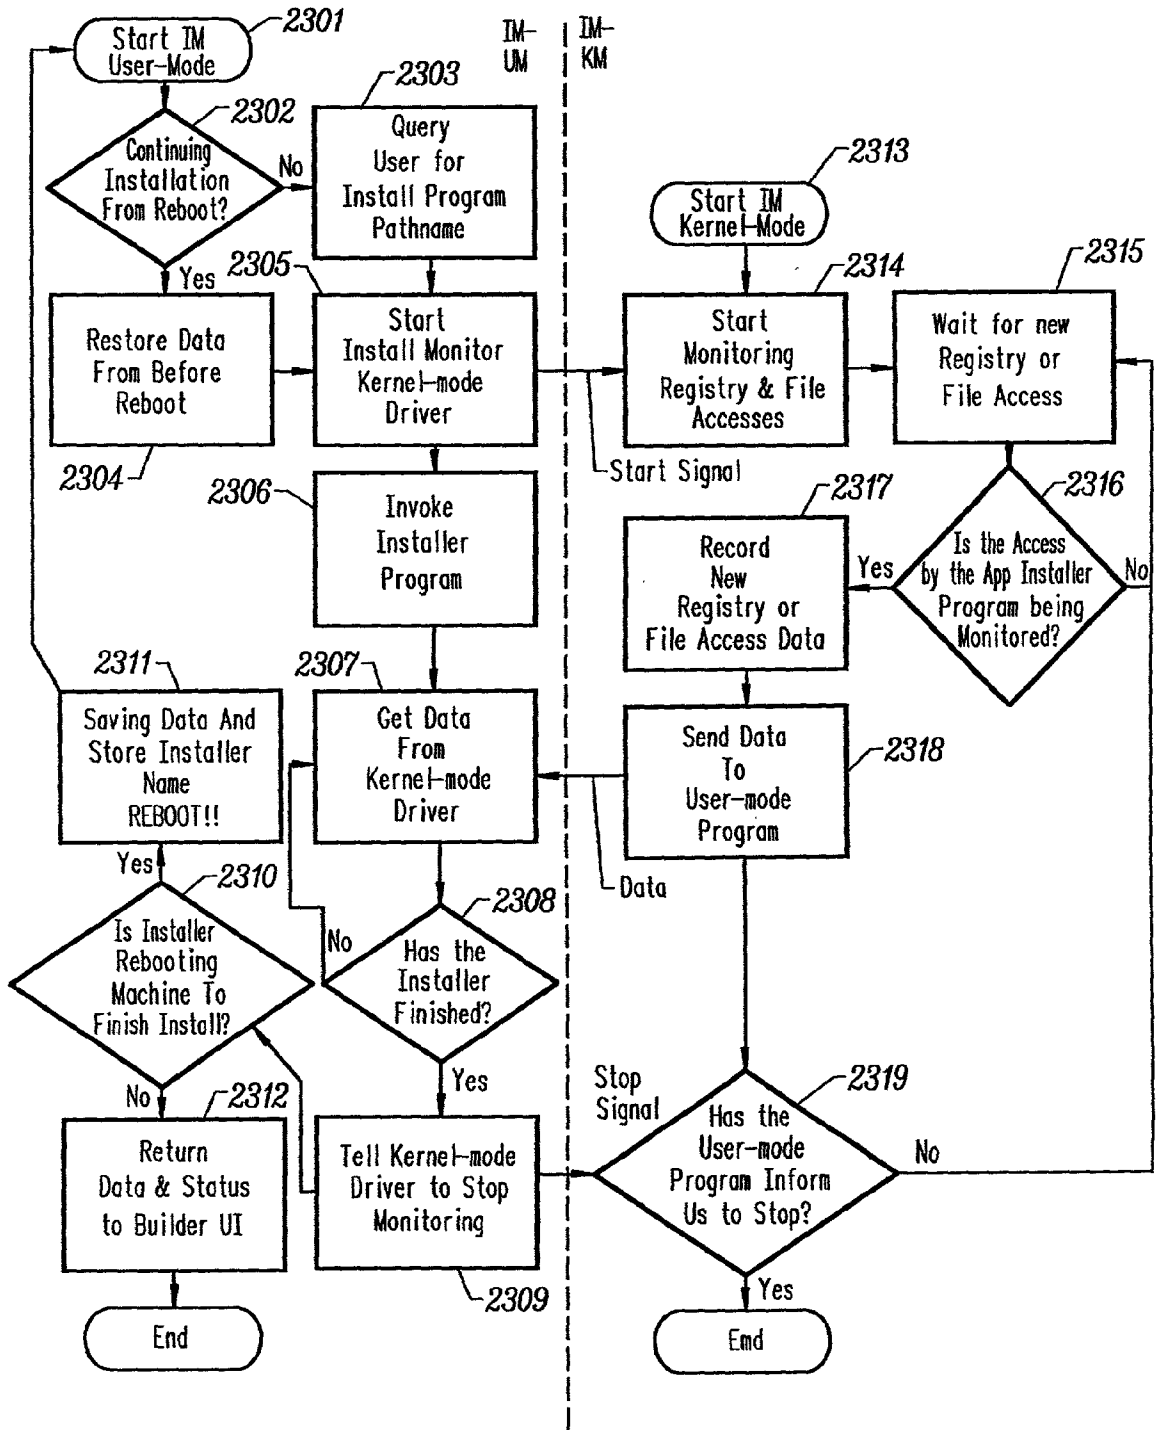 2301
Start IM
User-Mode
IM-
UM
IM-
KM
2302
Continuing
Installation
From Reboot?
No
Yes
2303
Query
User for
Install Program
Pathname
2304
Restore Data
From Before
Reboot
2305
Start
Install Monitor
Kernel-mode
Driver
2306
Invoke
Installer
Program
2307
Get Data
From
Kernel-mode
Driver
2308
Has the
Installer
Finished?
No
Yes
2309
Tell Kernel-mode
Driver to Stop
Monitoring
2310
Is Installer
Rebooting
Machine To
Finish Install?
Yes
No
2311
Saving Data And
Store Installer
Name
REBOOT!!
2312
Return
Data & Status
to Builder UI
End
2313
Start IM
Kernel-Mode
2314
Start
Monitoring
Registry & File
Accesses
Start Signal
2315
Wait for new
Registry or
File Access
2316
Is the Access
by the App Installer
Program being
Monitored?
Yes
No
2317
Record
New
Registry or
File Access Data
2318
Send Data
To
User-mode
Program
Data
Stop
Signal
2319
Has the
User-mode
Program Inform
Us to Stop?
No
Yes
Emd